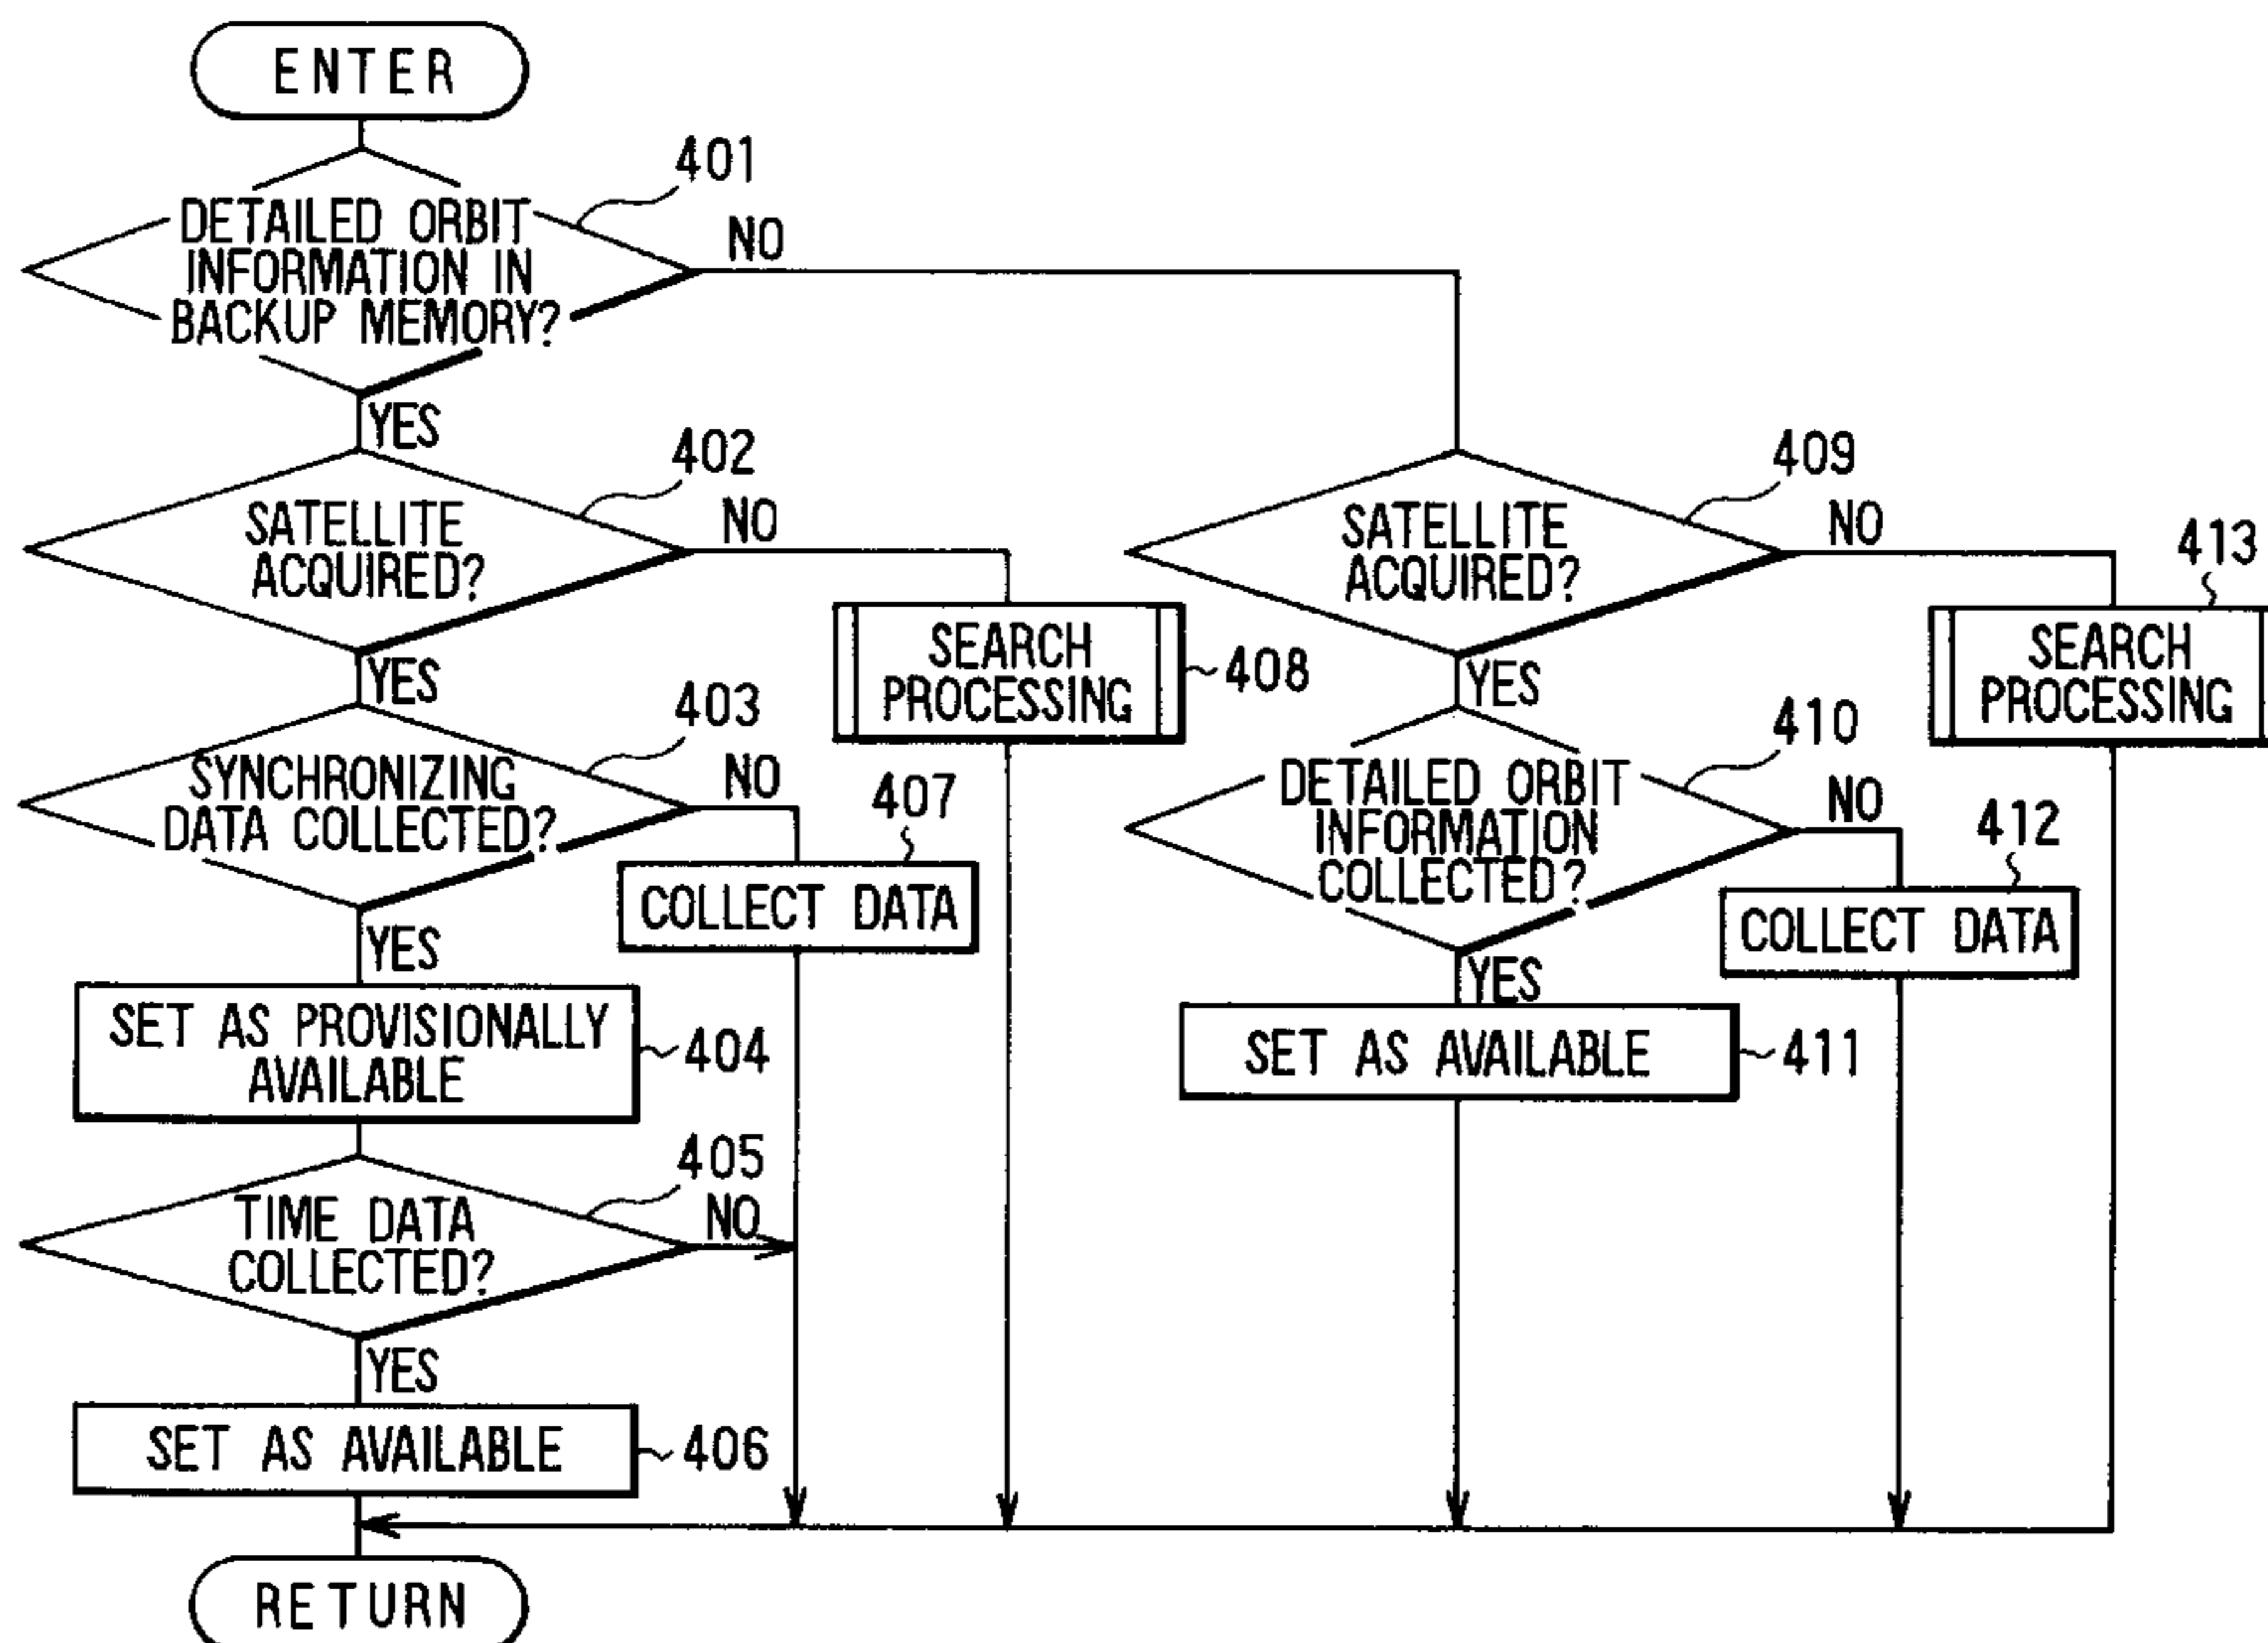 ENTER
401
DETAILED ORBIT
INFORMATION IN
BACKUP MEMORY?
NO
YES
402
SATELLITE
ACQUIRED?
NO
YES
SEARCH
PROCESSING
408
403
SYNCHRONIZING
DATA COLLECTED?
NO
YES
407
COLLECT DATA
SET AS PROVISIONALLY
AVAILABLE
404
405
TIME DATA
COLLECTED?
NO
YES
SET AS AVAILABLE
406
RETURN
409
SATELLITE
ACQUIRED?
NO
YES
413
SEARCH
PROCESSING
410
DETAILED ORBIT
INFORMATION
COLLECTED?
NO
YES
412
COLLECT DATA
SET AS AVAILABLE
411